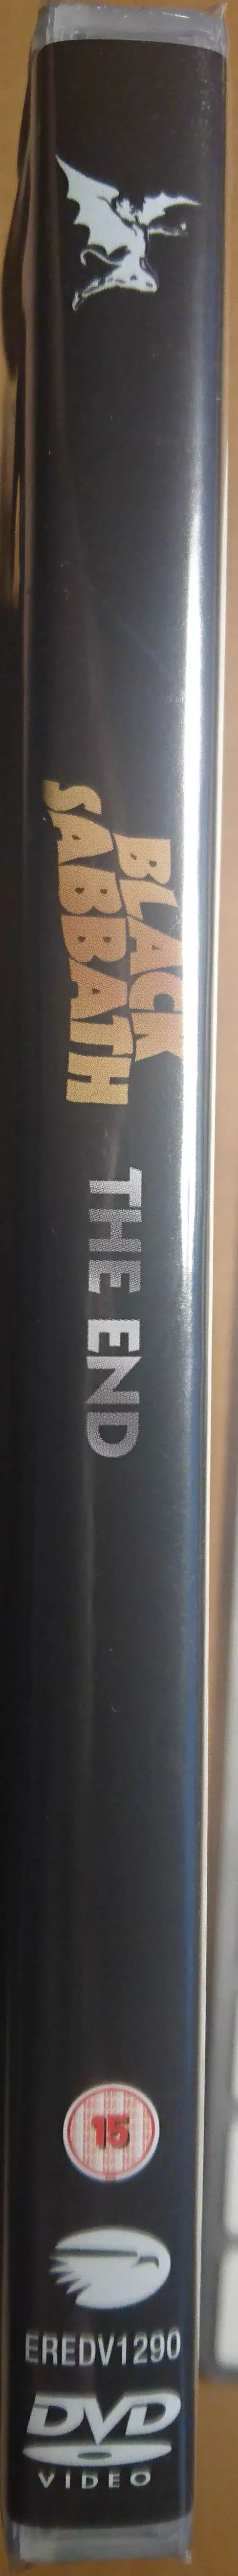 BLACK
SABBATH
THE END
15
EREDV1290
DVD
VIDEO